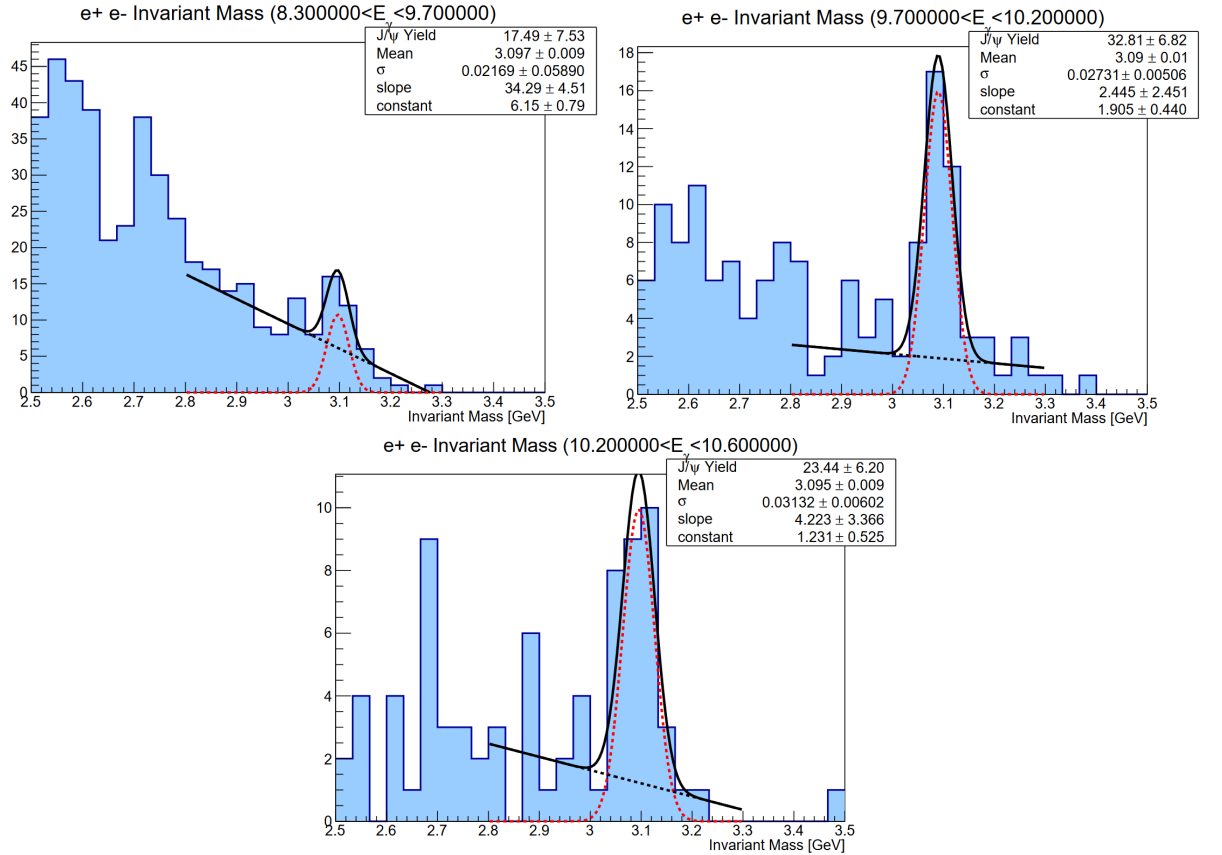 e+ e- Invariant Mass (8.300000<E_γ<9.700000)
J/ψ Yield 17.49 ± 7.53
Mean 3.097 ± 0.009
σ 0.02169 ± 0.05890
slope 34.29 ± 4.51
constant 6.15 ± 0.79
45
40
35
30
25
20
15
10
5
0
2.5 2.6 2.7 2.8 2.9 3 3.1 3.2 3.3 3.4 3.5
Invariant Mass [GeV]
e+ e- Invariant Mass (9.700000<E_γ<10.200000)
J/ψ Yield 32.81 ± 6.82
Mean 3.09 ± 0.01
σ 0.02731 ± 0.00506
slope 2.445 ± 2.451
constant 1.905 ± 0.440
18
16
14
12
10
8
6
4
2
0
2.5 2.6 2.7 2.8 2.9 3 3.1 3.2 3.3 3.4 3.5
Invariant Mass [GeV]
e+ e- Invariant Mass (10.200000<E_γ<10.600000)
J/ψ Yield 23.44 ± 6.20
Mean 3.095 ± 0.009
σ 0.03132 ± 0.00602
slope 4.223 ± 3.366
constant 1.231 ± 0.525
10
8
6
4
2
0
2.5 2.6 2.7 2.8 2.9 3 3.1 3.2 3.3 3.4 3.5
Invariant Mass [GeV]